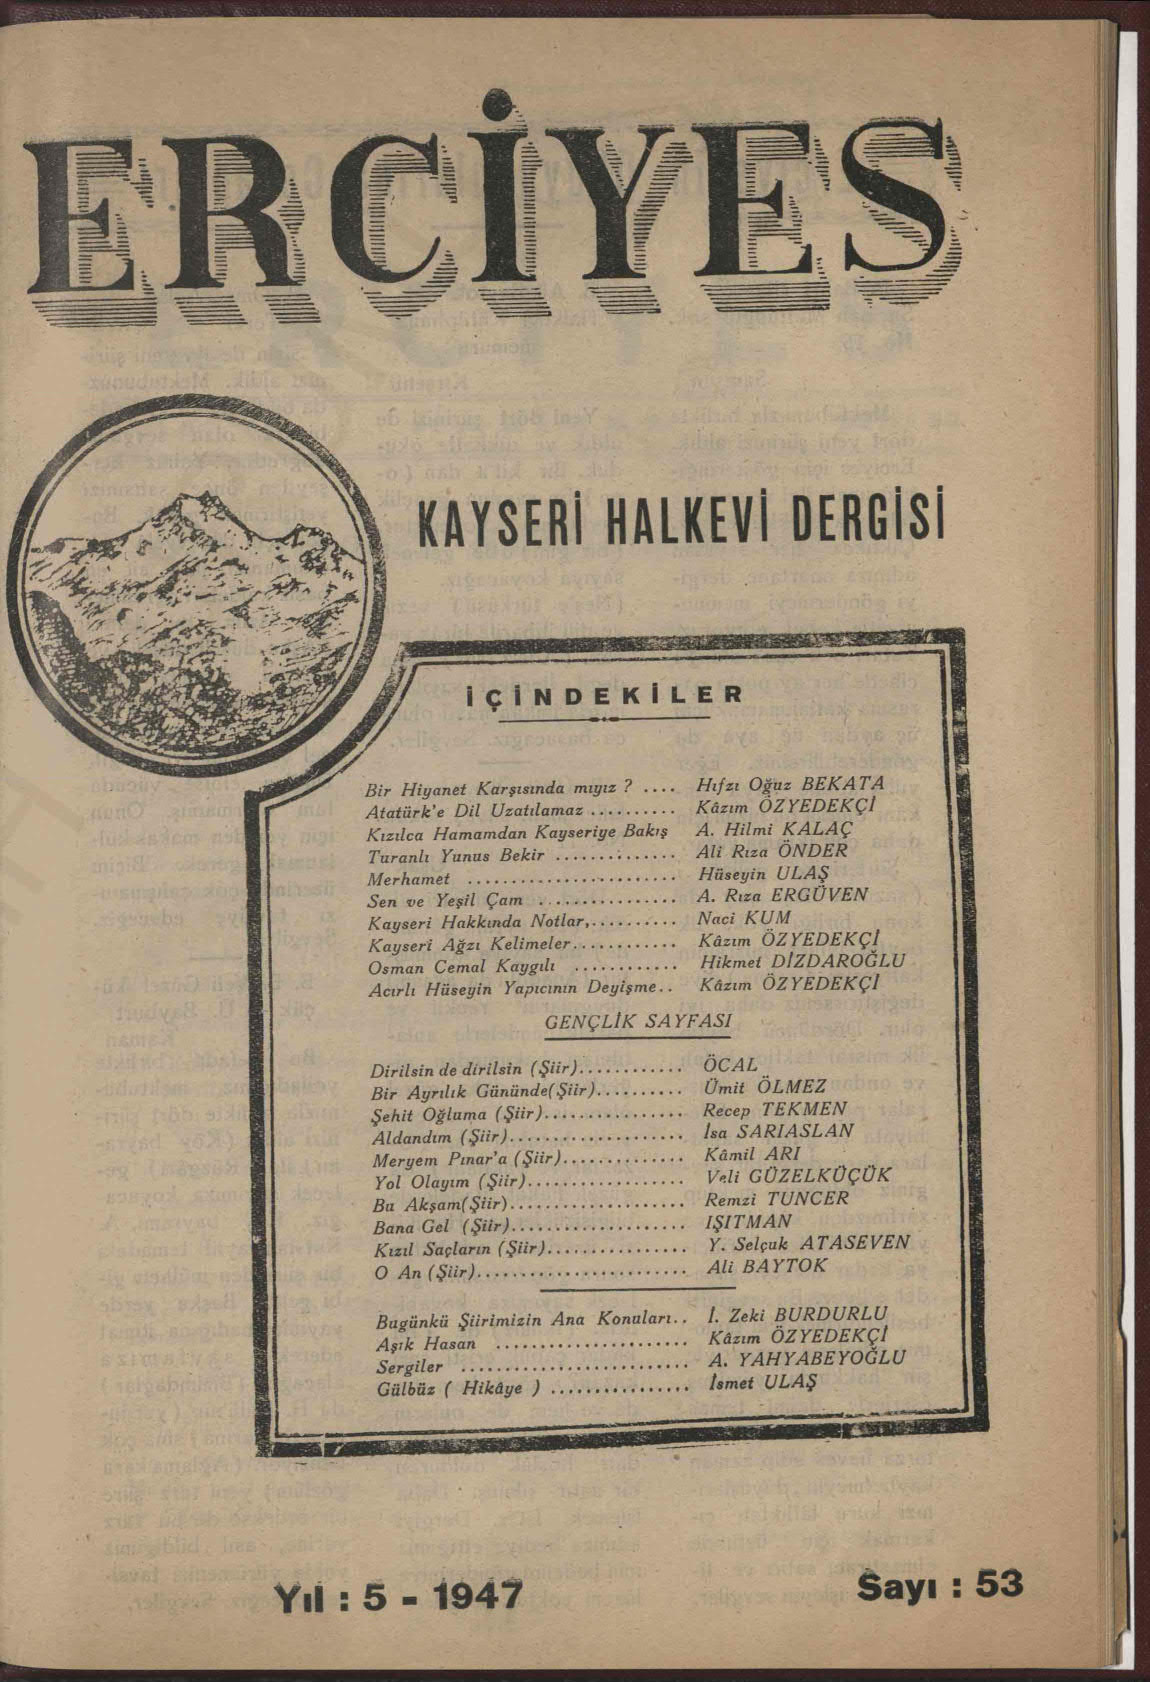 ERCİYES
KAYSERİ HALKEVİ DERGİSİ
İÇİNDEKİLER
Bir Hiyanet Karşısında mıyız ? .... Hıfzı Oğuz BEKATA
Atatürk'e Dil Uzatılamaz .......... Kâzım ÖZYEDEKÇİ
Kızılca Hamamdan Kayseriye Bakış A. Hilmi KALAÇ
Turanlı Yunus Bekir .............. Ali Rıza ÖNDER
Merhamet ........................ Hüseyin ULAŞ
Sen ve Yeşil Çam ................ A. Rıza ERGÜVEN
Kayseri Hakkında Notlar,.......... Naci KUM
Kayseri Ağzı Kelimeler............ Kâzım ÖZYEDEKÇİ
Osman Cemal Kaygılı ............ Hikmet DİZDAROĞLU
Acırlı Hüseyin Yapıcının Deyişme.. Kâzım ÖZYEDEKÇİ
GENÇLİK SAYFASI
Dirilsin de dirilsin (Şiir)............ ÖCAL
Bir Ayrılık Gününde(Şiir).......... Ümit ÖLMEZ
Şehit Oğluma (Şiir)................ Recep TEKMEN
Aldandım (Şiir).................... İsa SARIASLAN
Meryem Pınar'a (Şiir).............. Kâmil ARI
Yol Olayım (Şiir).................. Veli GÜZELKÜÇÜK
Bu Akşam(Şiir).................... Remzi TUNCER
Bana Gel (Şiir).................... IŞITMAN
Kızıl Saçların (Şiir)................ Y. Selçuk ATASEVEN
O An (Şiir)........................ Ali BAYTOK
Bugünkü Şiirimizin Ana Konuları.. İ. Zeki BURDURLU
Aşık Hasan ...................... Kâzım ÖZYEDEKÇİ
Sergiler .......................... A. YAHYABEYOĞLU
Gülbüz ( Hikâye ) ................ İsmet ULAŞ
Yıl : 5 - 1947
Sayı : 53